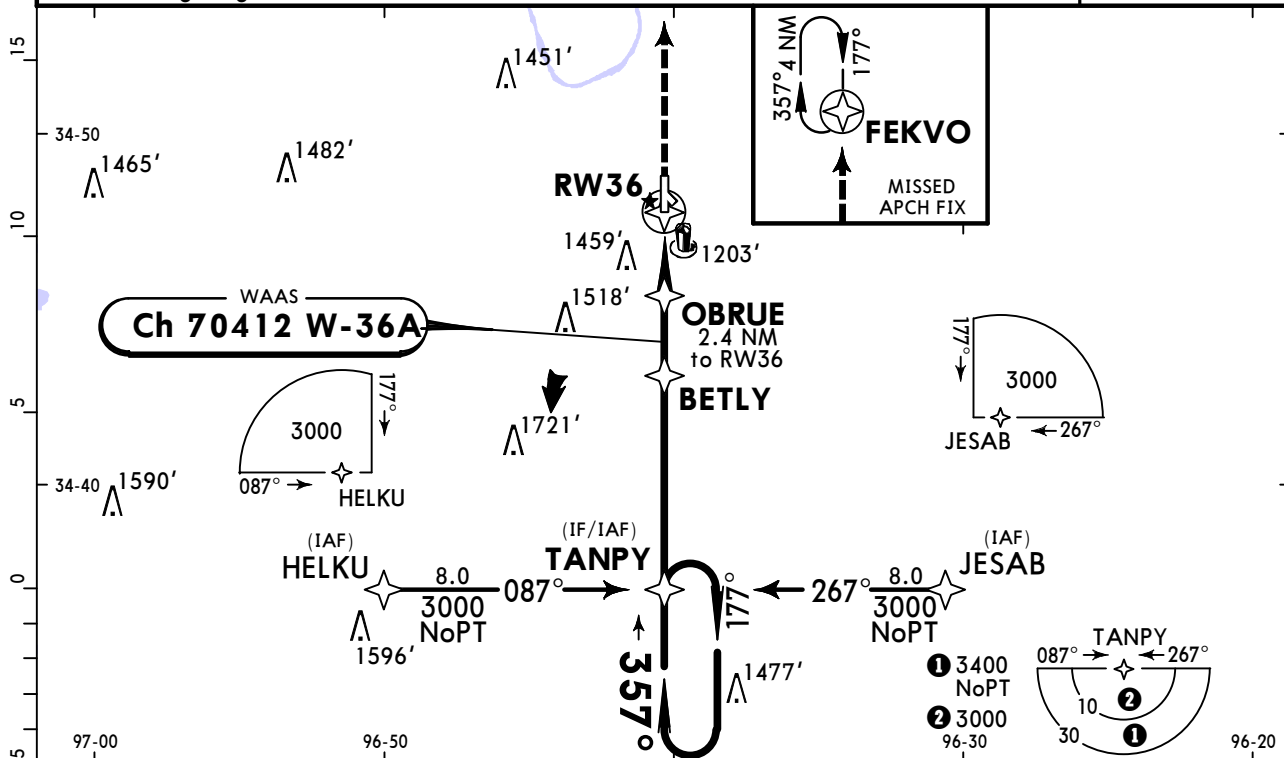 15
1451'
357° 4 NM
177°
FEKVO
34-50
1465'
1482'
RW36
MISSED
APCH FIX
10
1459'
1203'
WAAS
Ch 70412 W-36A
1518'
OBRUE
2.4 NM
to RW36
BETLY
177°
3000
087°
HELKU
5
1721'
177°
3000
JESAB
267°
34-40
1590'
(IAF)
HELKU
(IF/IAF)
TANPY
(IAF)
JESAB
0
8.0
087°
3000
NoPT
177°
267°
8.0
3000
NoPT
1596'
357°
1477'
1 3400
NoPT
2 3000
TANPY
087°
267°
10
2
30
1
5
97-00
96-50
96-30
96-20